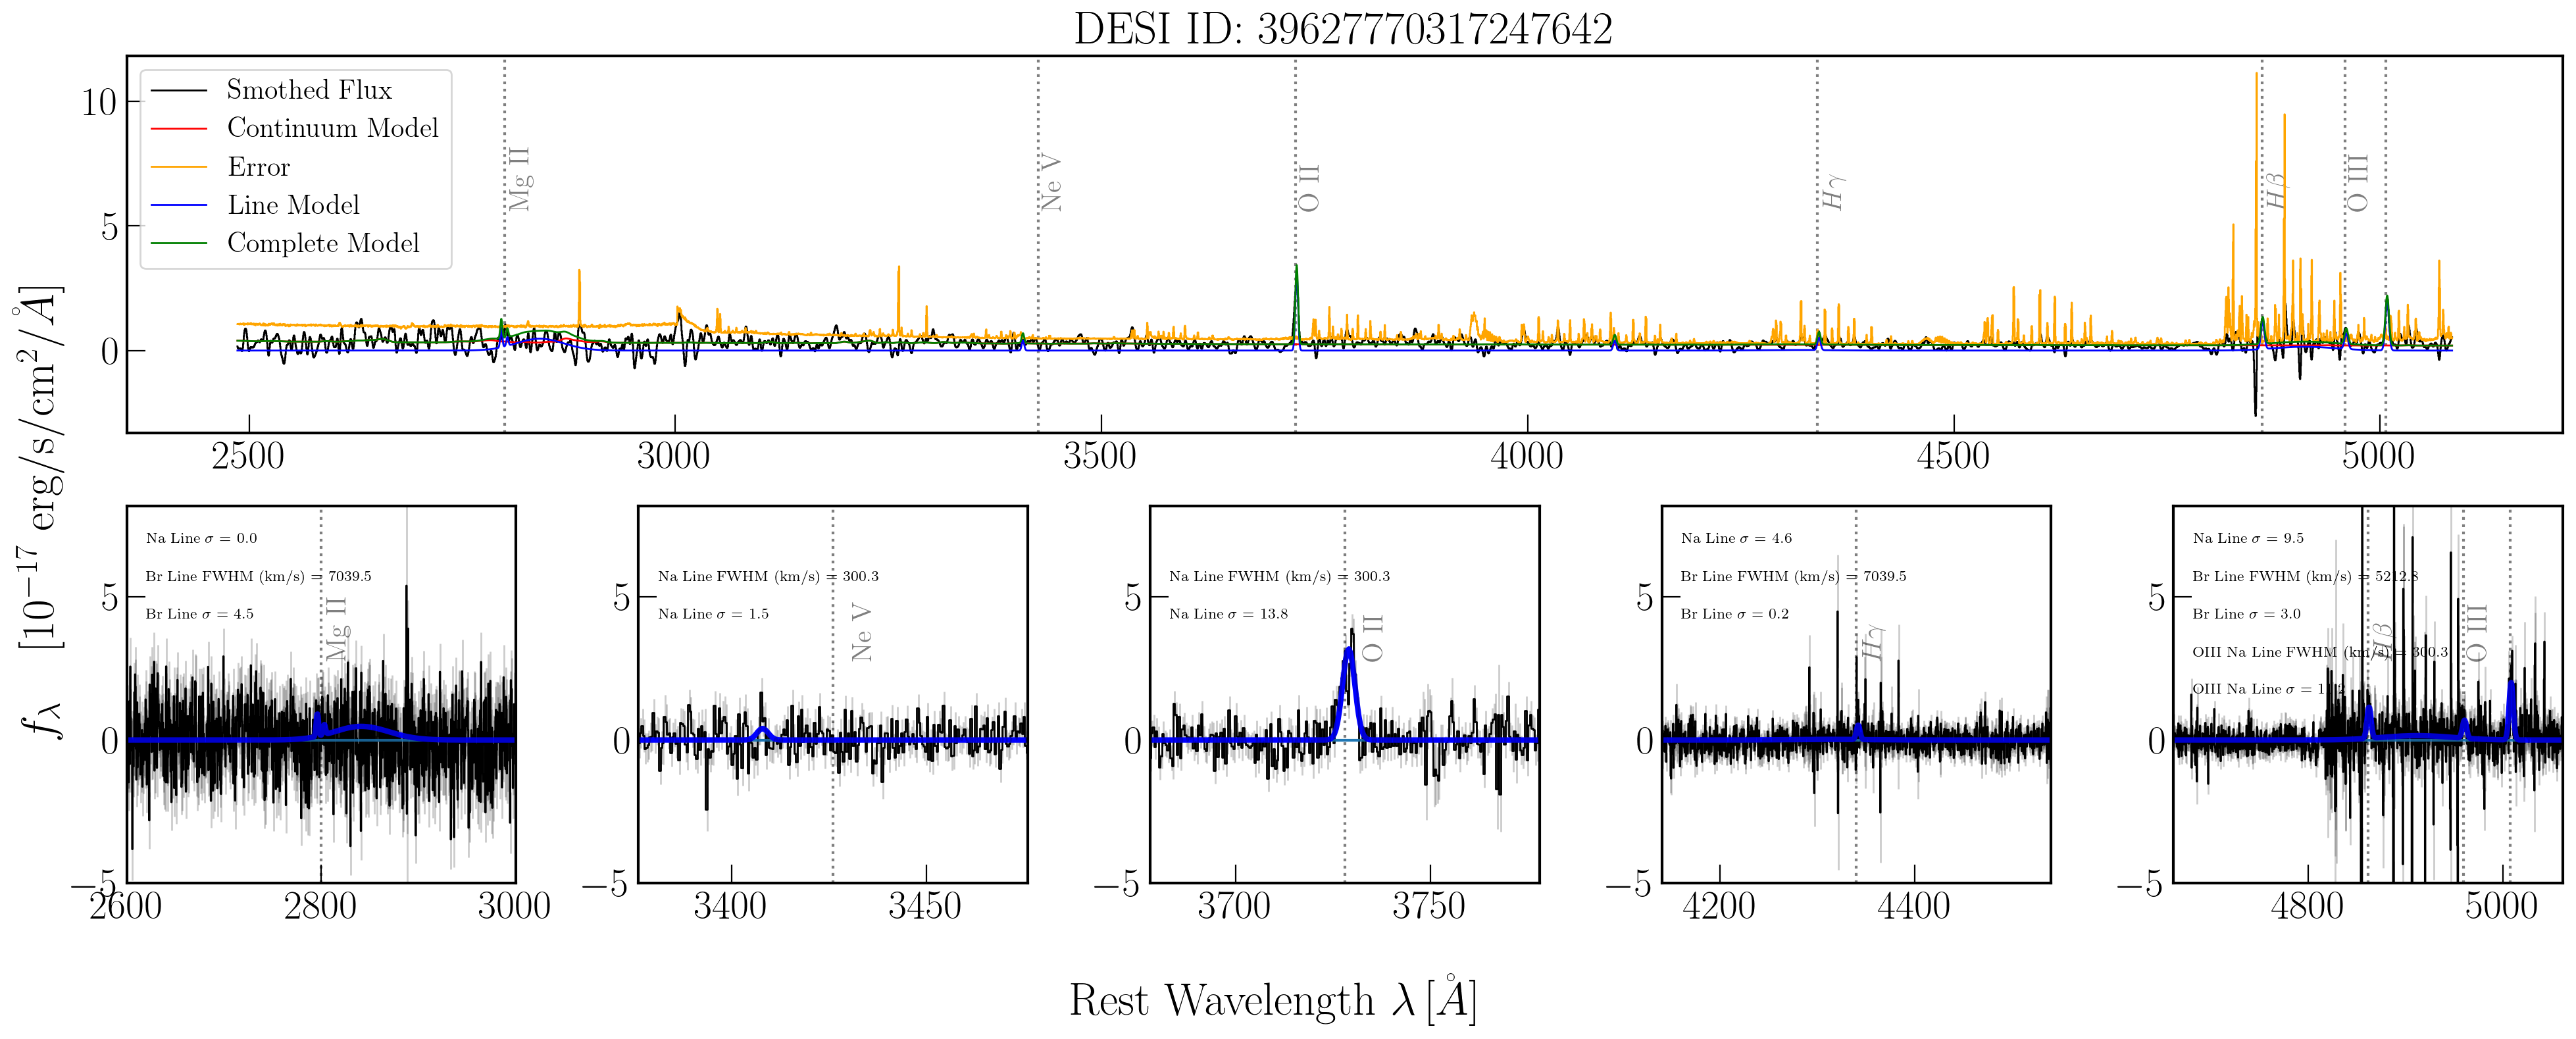 DESI ID: 39627770317247642
Smothed Flux
Continuum Model
Error
Line Model
Complete Model
Mg II
Ne V
O II
Hγ
Hβ
O III
10
5
0
2500 3000 3500 4000 4500 5000
fλ [10−17 erg/s/cm2/Å]
Na Line σ = 0.0
Br Line FWHM (km/s) = 7039.5
Br Line σ = 4.5
Mg II
5
0
−5
2600 2800 3000
Na Line FWHM (km/s) = 300.3
Na Line σ = 1.5
Ne V
5
0
−5
3400 3450
Na Line FWHM (km/s) = 300.3
Na Line σ = 13.8
O II
5
0
−5
3700 3750
Na Line σ = 4.6
Br Line FWHM (km/s) = 7039.5
Br Line σ = 0.2
Hγ
5
0
−5
4200 4400
Na Line σ = 9.5
Br Line FWHM (km/s) = 5212.8
Br Line σ = 3.0
OIII Na Line FWHM (km/s) = 300.3
OIII Na Line σ =
Hβ
O III
5
0
−5
4800 5000
Rest Wavelength λ [Å]